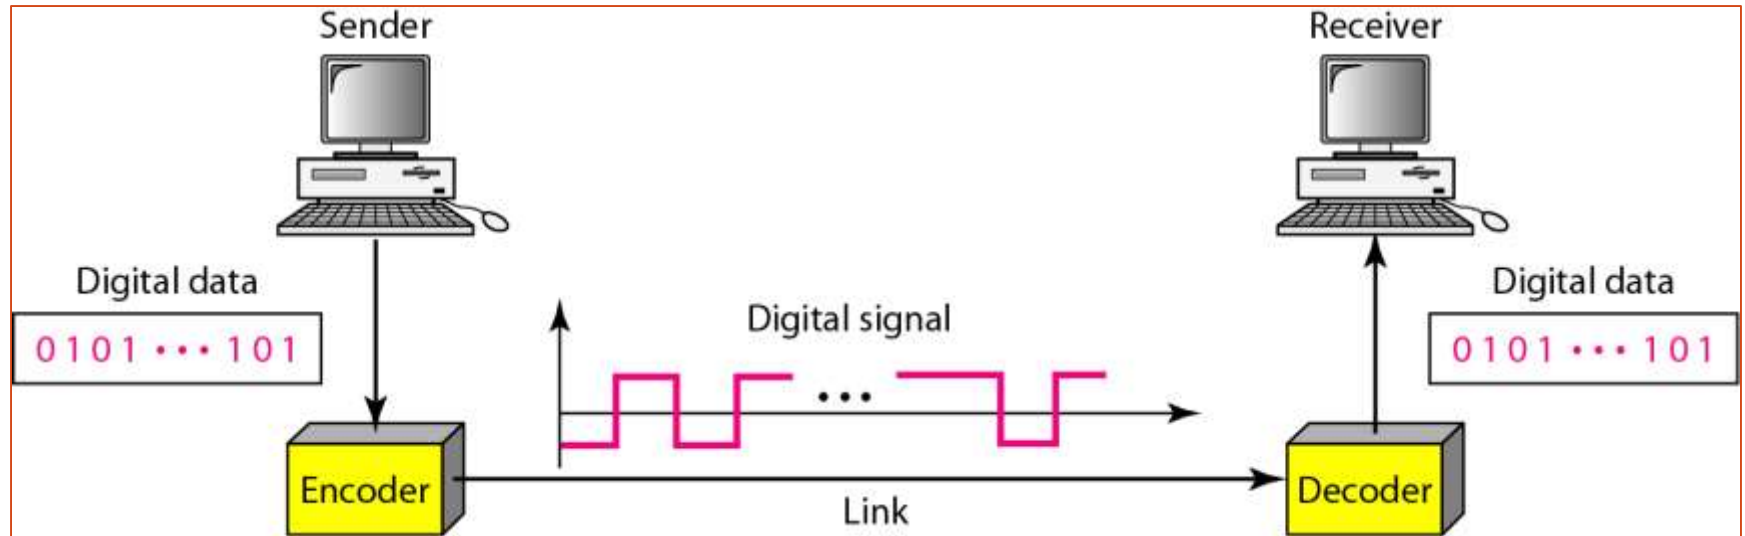 Sender
Receiver
Digital data
0101 ••• 101
Digital signal
•••
Digital data
0101 ••• 101
Encoder
Link
Decoder